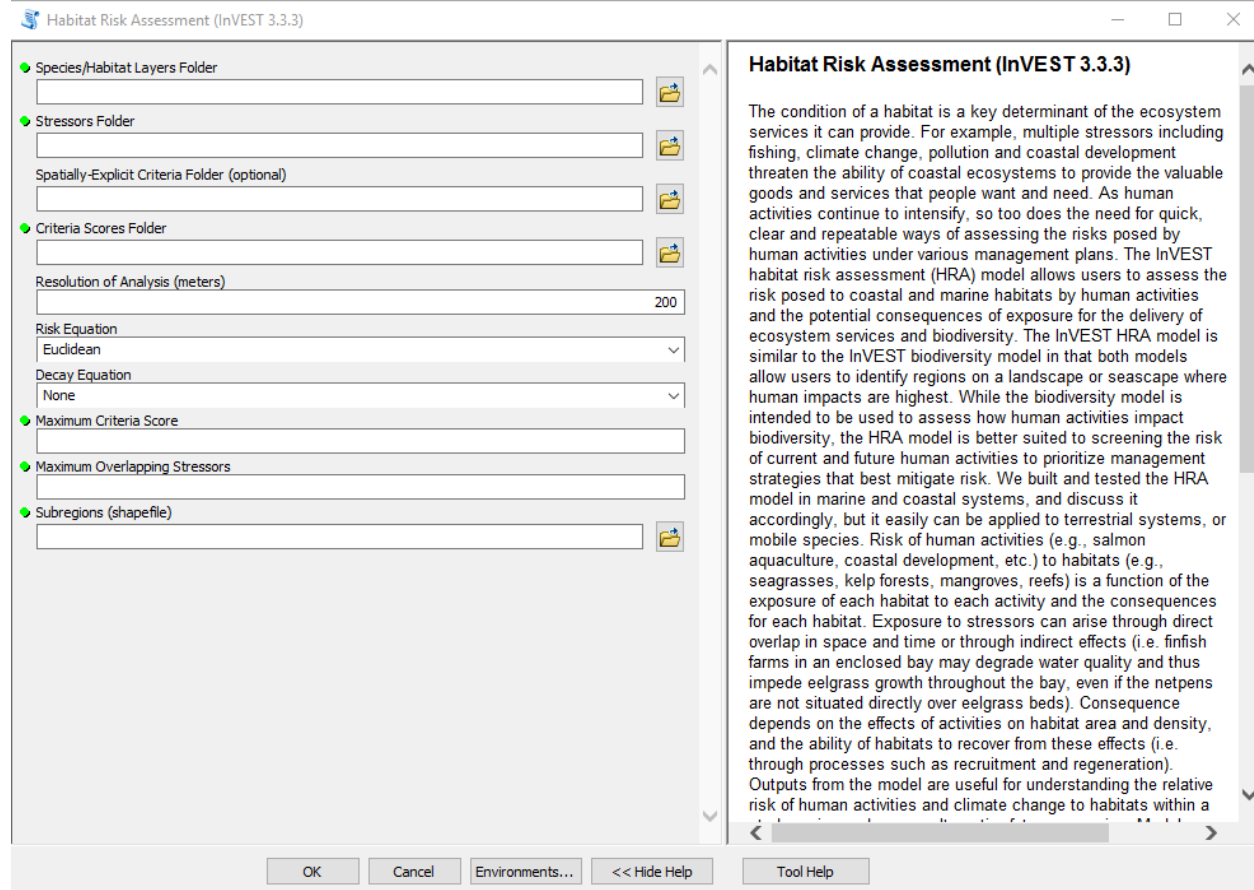 Habitat Risk Assessment (InVEST 3.3.3)
Species/Habitat Layers Folder
Stressors Folder
Spatially-Explicit Criteria Folder (optional)
Criteria Scores Folder
Resolution of Analysis (meters)
200
Risk Equation
Euclidean
Decay Equation
None
Maximum Criteria Score
Maximum Overlapping Stressors
Subregions (shapefile)
Habitat Risk Assessment (InVEST 3.3.3)
The condition of a habitat is a key determinant of the ecosystem
services it can provide. For example, multiple stressors including
fishing, climate change, pollution and coastal development
threaten the ability of coastal ecosystems to provide the valuable
goods and services that people want and need. As human
activities continue to intensify, so too does the need for quick,
clear and repeatable ways of assessing the risks posed by
human activities under various management plans. The InVEST
habitat risk assessment (HRA) model allows users to assess the
risk posed to coastal and marine habitats by human activities
and the potential consequences of exposure for the delivery of
ecosystem services and biodiversity. The InVEST HRA model is
similar to the InVEST biodiversity model in that both models
allow users to identify regions on a landscape or seascape where
human impacts are highest. While the biodiversity model is
intended to be used to assess how human activities impact
biodiversity, the HRA model is better suited to screening the risk
of current and future human activities to prioritize management
strategies that best mitigate risk. We built and tested the HRA
model in marine and coastal systems, and discuss it
accordingly, but it easily can be applied to terrestrial systems, or
mobile species. Risk of human activities (e.g., salmon
aquaculture, coastal development, etc.) to habitats (e.g.,
seagrasses, kelp forests, mangroves, reefs) is a function of the
exposure of each habitat to each activity and the consequences
for each habitat. Exposure to stressors can arise through direct
overlap in space and time or through indirect effects (i.e. finfish
farms in an enclosed bay may degrade water quality and thus
impede eelgrass growth throughout the bay, even if the netpens
are not situated directly over eelgrass beds). Consequence
depends on the effects of activities on habitat area and density,
and the ability of habitats to recover from these effects (i.e.
through processes such as recruitment and regeneration).
Outputs from the model are useful for understanding the relative
risk of human activities and climate change to habitats within a
OK
Cancel
Environments...
<< Hide Help
Tool Help